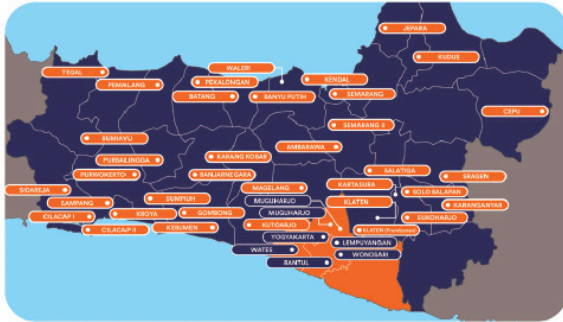 JEPARA
KUDUS
WALERI
TEGAL
PEKALONGAN
KENDAL
PEMALANG
BATANG
BANYU PUTIH
SEMARANG
CEPU
SEMARANG II
BUMIAYU
AMBARAWA
KARANG KOBAR
PURBALINGGA
SALATIGA
PURWOKERTO
BANJARNEGARA
SRAGEN
KARTASURA
SIDAREJA
MAGELANG
SOLO BALAPAN
SUMPIUH
MUGUHARJO
KLATEN
SAMPANG
KARANGANYAR
KROYA
GOMBONG
MUGUHARJO
CILACAP I
SUKOHARJO
KUTOARJO
CILACAP II
KEBUMEN
KLATEN (Prambanan)
YOGYAKARTA
LEMPUYANGAN
WATES
WONOSARI
BANTUL